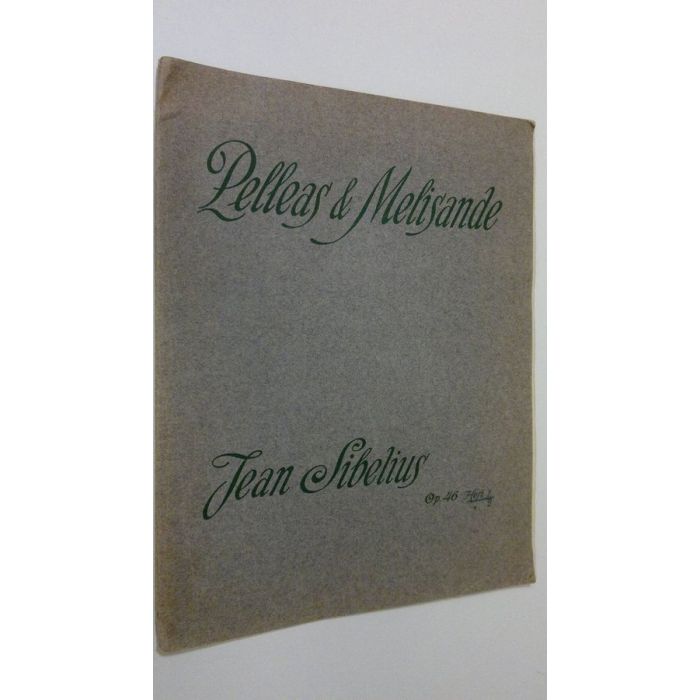 Pelleas & Melisande
Jean Sibelius
Op. 46